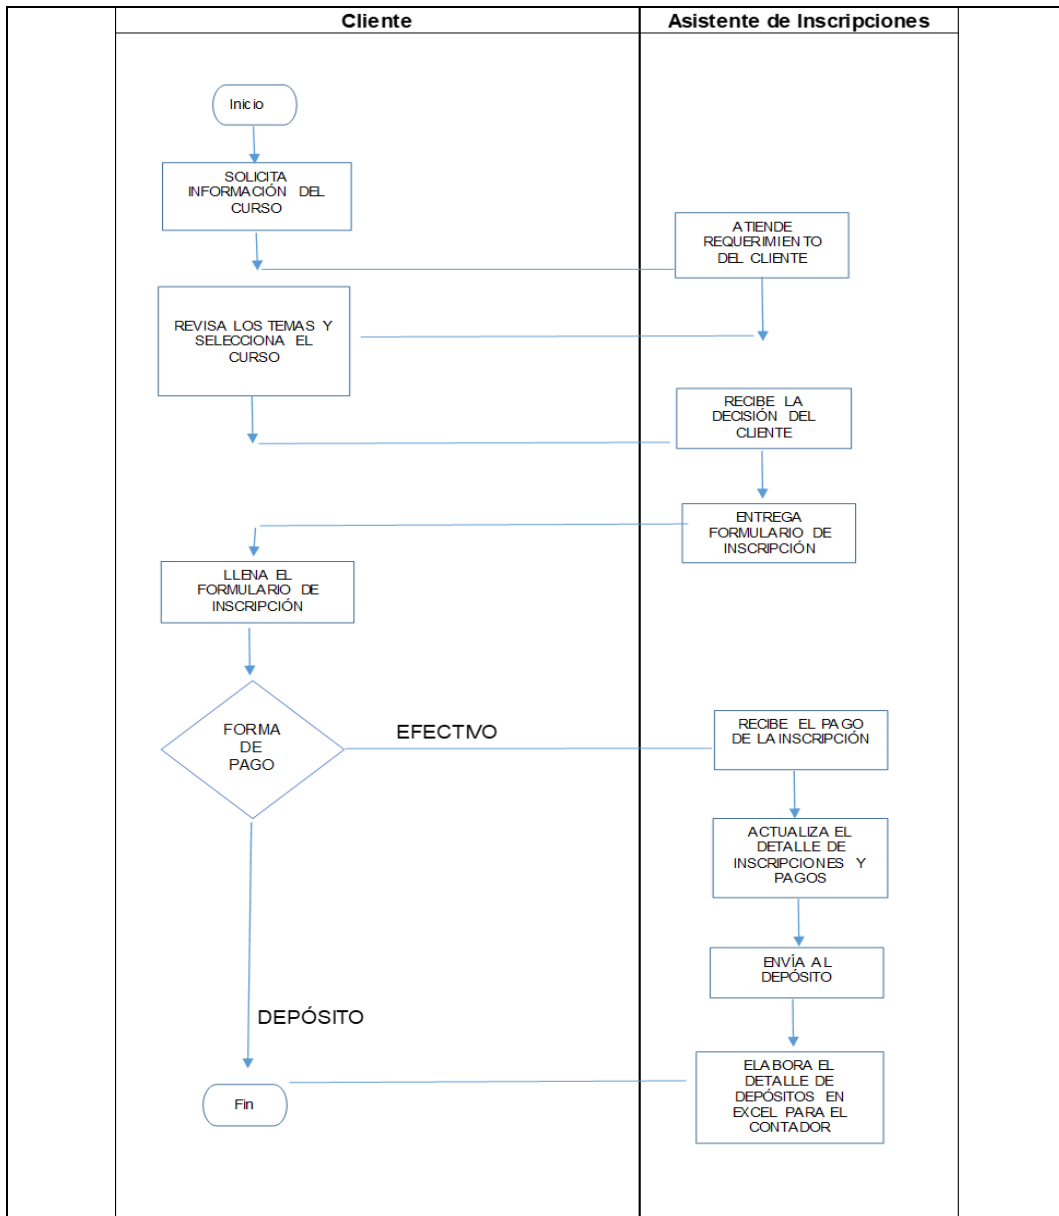 Cliente
Asistente de Inscripciones
Inicio
SOLICITA
INFORMACIÓN DEL
CURSO
ATIENDE
REQUERIMIENTO
DEL CLIENTE
REVISA LOS TEMAS Y
SELECCIONA EL
CURSO
RECIBE LA
DECISIÓN DEL
CLIENTE
ENTREGA
FORMULARIO DE
INSCRIPCIÓN
LLENA EL
FORMULARIO DE
INSCRIPCIÓN
FORMA
DE
PAGO
EFECTIVO
RECIBE EL PAGO
DE LA INSCRIPCIÓN
ACTUALIZA EL
DETALLE DE
INSCRIPCIONES Y
PAGOS
ENVÍA AL
DEPÓSITO
DEPÓSITO
ELABORA EL
DETALLE DE
DEPÓSITOS EN
EXCEL PARA EL
CONTADOR
Fin